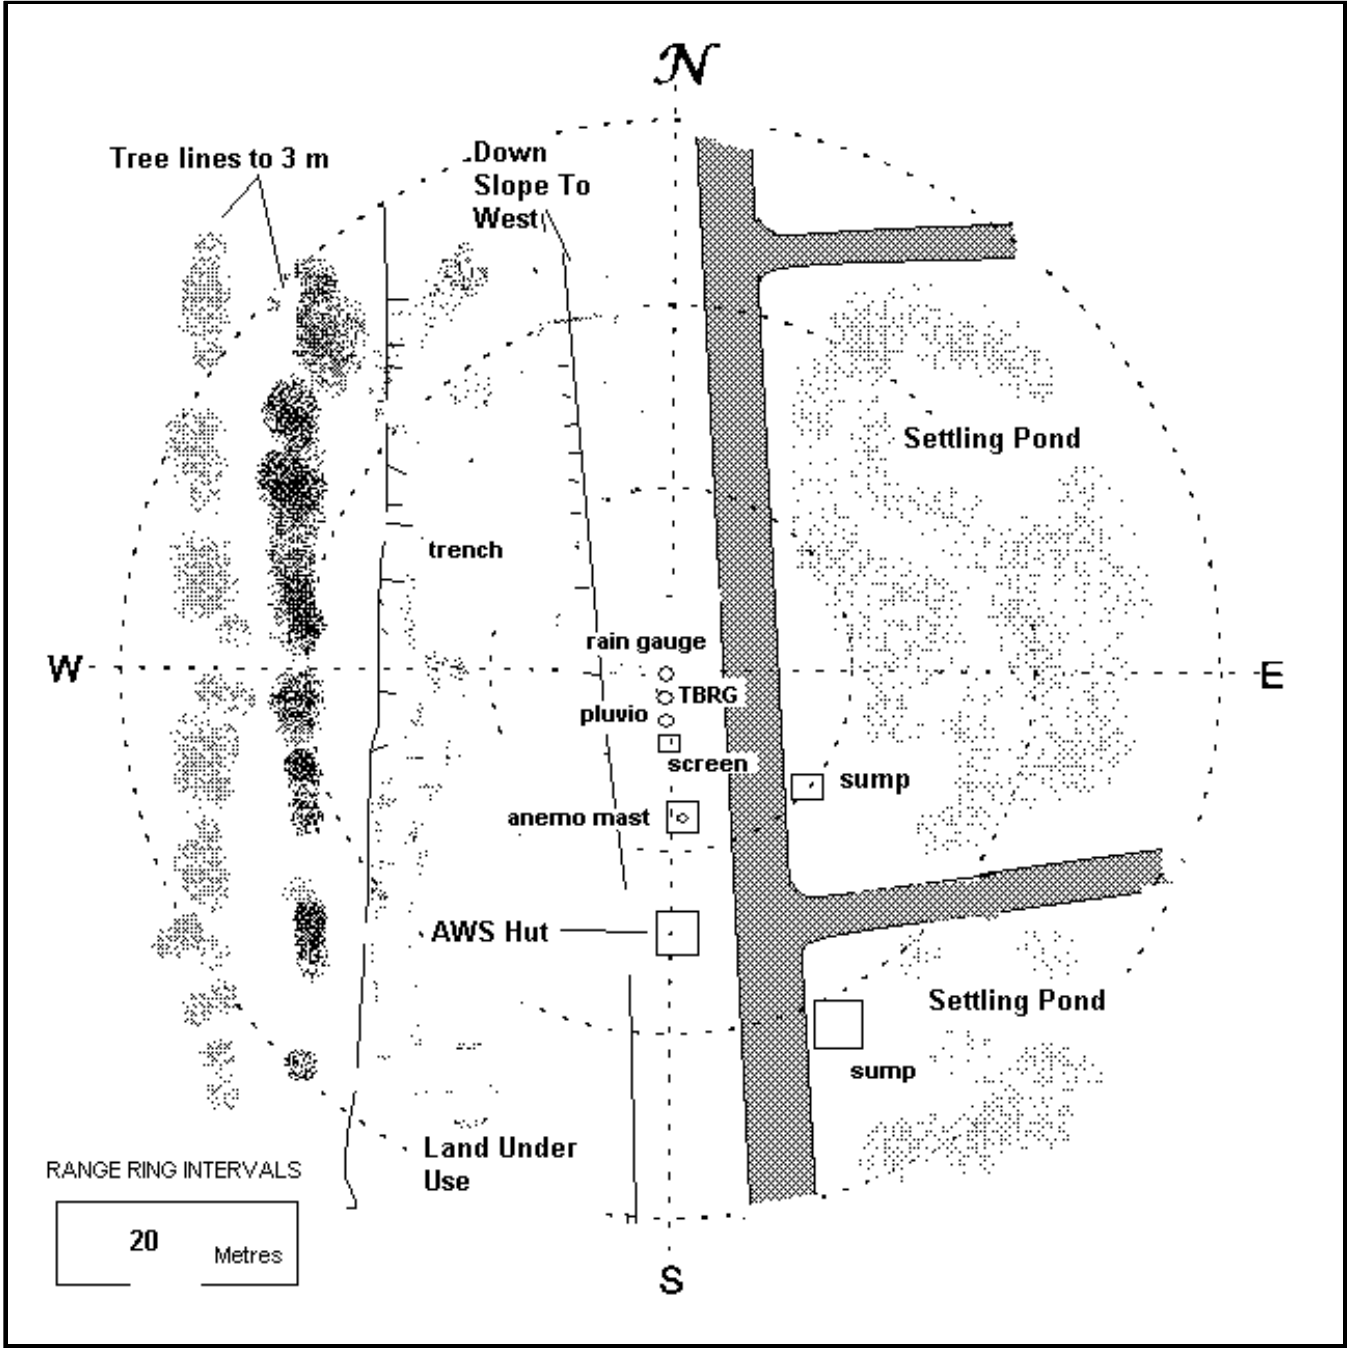 N
Tree lines to 3 m
Down
Slope To
West
Settling Pond
trench
rain gauge
W
E
TBRG
pluvio
screen
sump
anemo mast
AWS Hut
Settling Pond
sump
Land Under
Use
RANGE RING INTERVALS
20 Metres
S